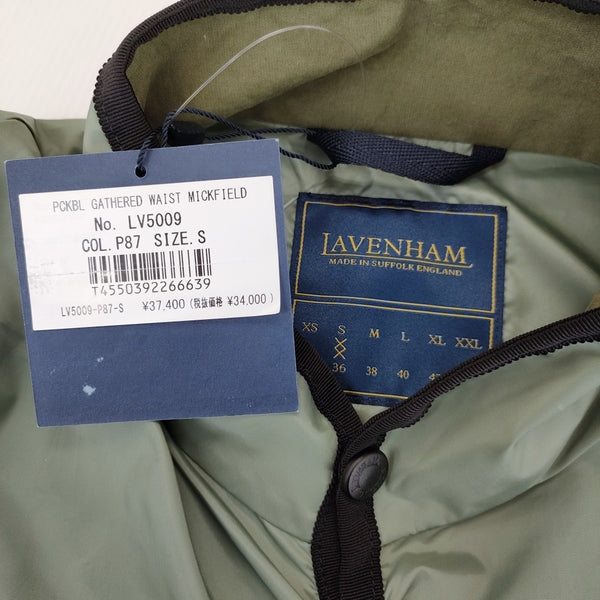 PCKBL GATHERED WAIST MICKFIELD
No. LV5009
COL.P87 SIZE.S
T4550392266639
LV5009-P87-S ¥37,400 (税抜価格 ¥34,000)
LAVENHAM
MADE IN SUFFOLK ENGLAND
XS S M L XL XXL
36 38 40